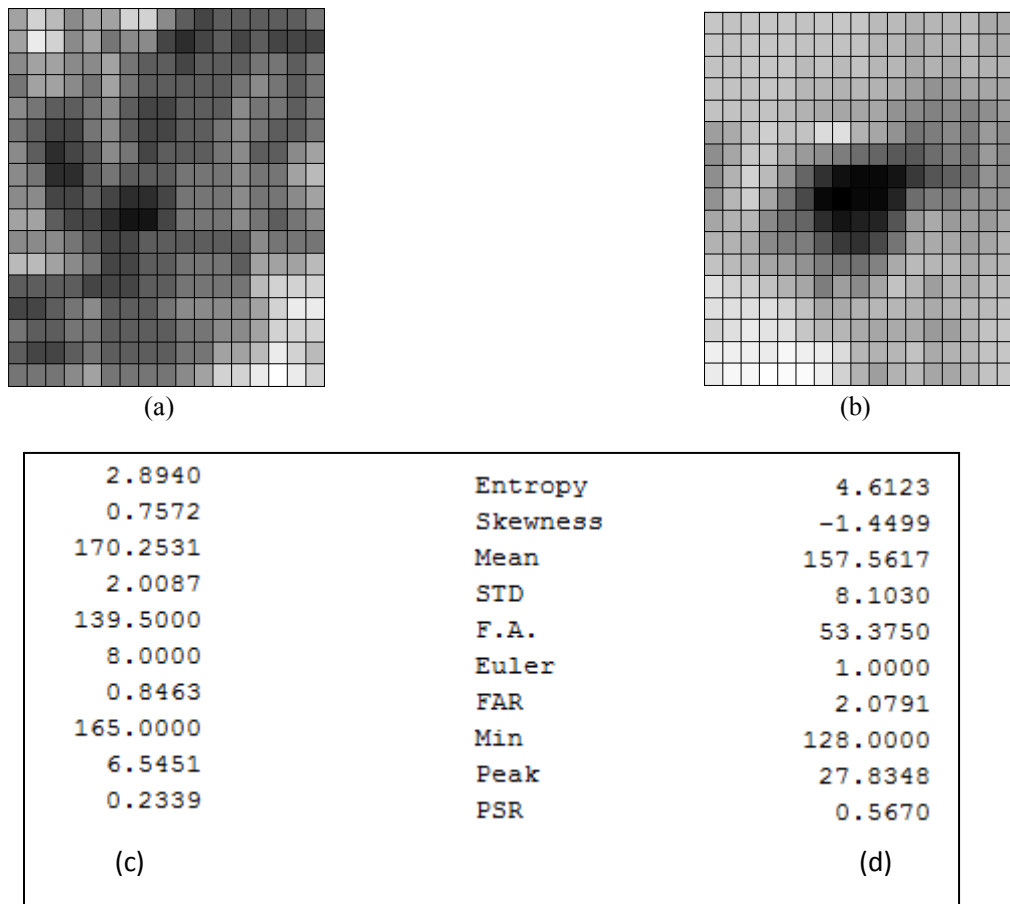 (a) (b)
2.8940 Entropy 4.6123
0.7572 Skewness -1.4499
170.2531 Mean 157.5617
2.0087 STD 8.1030
139.5000 F.A. 53.3750
8.0000 Euler 1.0000
0.8463 FAR 2.0791
165.0000 Min 128.0000
6.5451 Peak 27.8348
0.2339 PSR 0.5670
(c) (d)